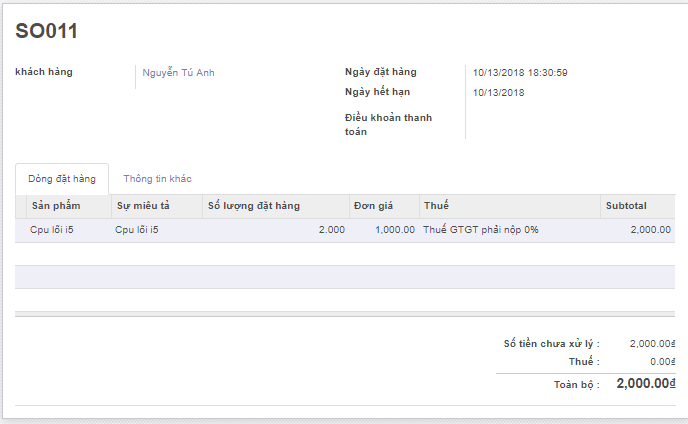 SO011
khách hàng Nguyễn Tú Anh Ngày đặt hàng 10/13/2018 18:30:59
Ngày hết hạn 10/13/2018
Điều khoản thanh
toán
Dòng đặt hàng Thông tin khác
Sản phẩm Sự miêu tả Số lượng đặt hàng Đơn giá Thuế Subtotal
Cpu lỗi i5 Cpu lỗi i5 2.000 1,000.00 Thuế GTGT phải nộp 0% 2,000.00
Số tiền chưa xử lý : 2,000.00₫
Thuế : 0.00₫
Toàn bộ : 2,000.00₫